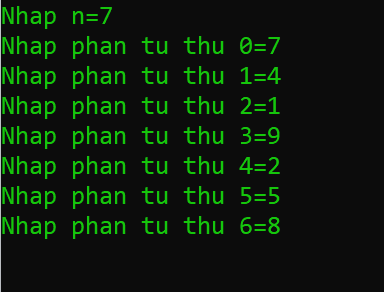 Nhap n=7
Nhap phan tu thu 0=7
Nhap phan tu thu 1=4
Nhap phan tu thu 2=1
Nhap phan tu thu 3=9
Nhap phan tu thu 4=2
Nhap phan tu thu 5=5
Nhap phan tu thu 6=8